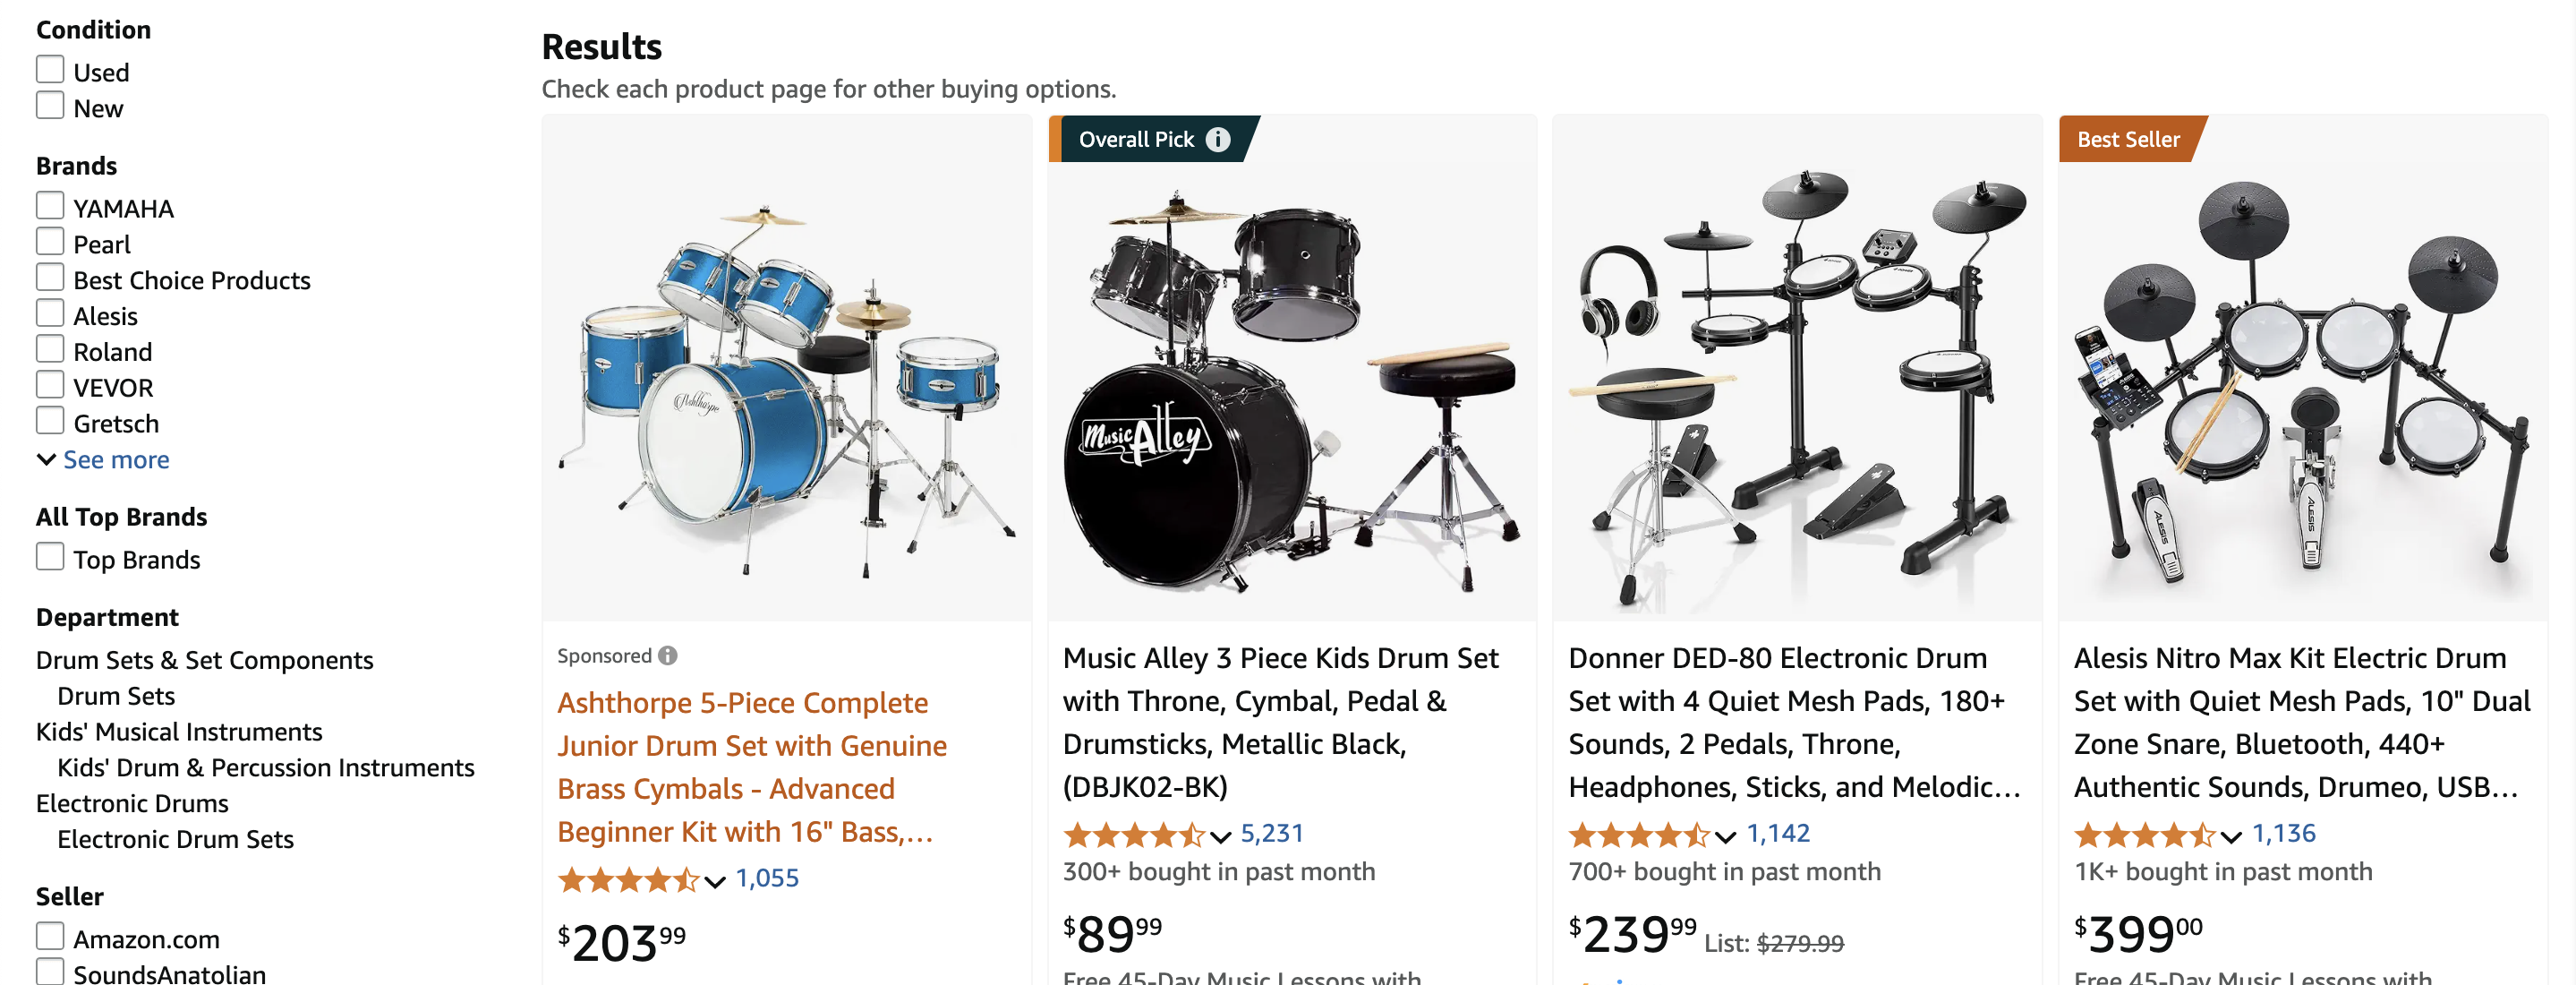 Condition
Used
New
Brands
YAMAHA
Pearl
Best Choice Products
Alesis
Roland
VEVOR
Gretsch
See more
All Top Brands
Top Brands
Department
Drum Sets & Set Components
Drum Sets
Kids' Musical Instruments
Kids' Drum & Percussion Instruments
Electronic Drums
Electronic Drum Sets
Seller
Amazon.com
SoundsAnatolian
Results
Check each product page for other buying options.
Ashthorpe
Sponsored
Ashthorpe 5-Piece Complete
Junior Drum Set with Genuine
Brass Cymbals - Advanced
Beginner Kit with 16" Bass,...
1,055
$203.99
Overall Pick
Music Alley
Music Alley 3 Piece Kids Drum Set
with Throne, Cymbal, Pedal &
Drumsticks, Metallic Black,
(DBJK02-BK)
5,231
300+ bought in past month
$89.99
Free 45-Day Music Lessons with
Donner DED-80 Electronic Drum
Set with 4 Quiet Mesh Pads, 180+
Sounds, 2 Pedals, Throne,
Headphones, Sticks, and Melodic...
1,142
700+ bought in past month
$239.99 List: $279.99
Best Seller
ALESIS
ALESIS
Alesis Nitro Max Kit Electric Drum
Set with Quiet Mesh Pads, 10" Dual
Zone Snare, Bluetooth, 440+
Authentic Sounds, Drumeo, USB...
1,136
1K+ bought in past month
$399.00
Free 45-Day Music Lessons with